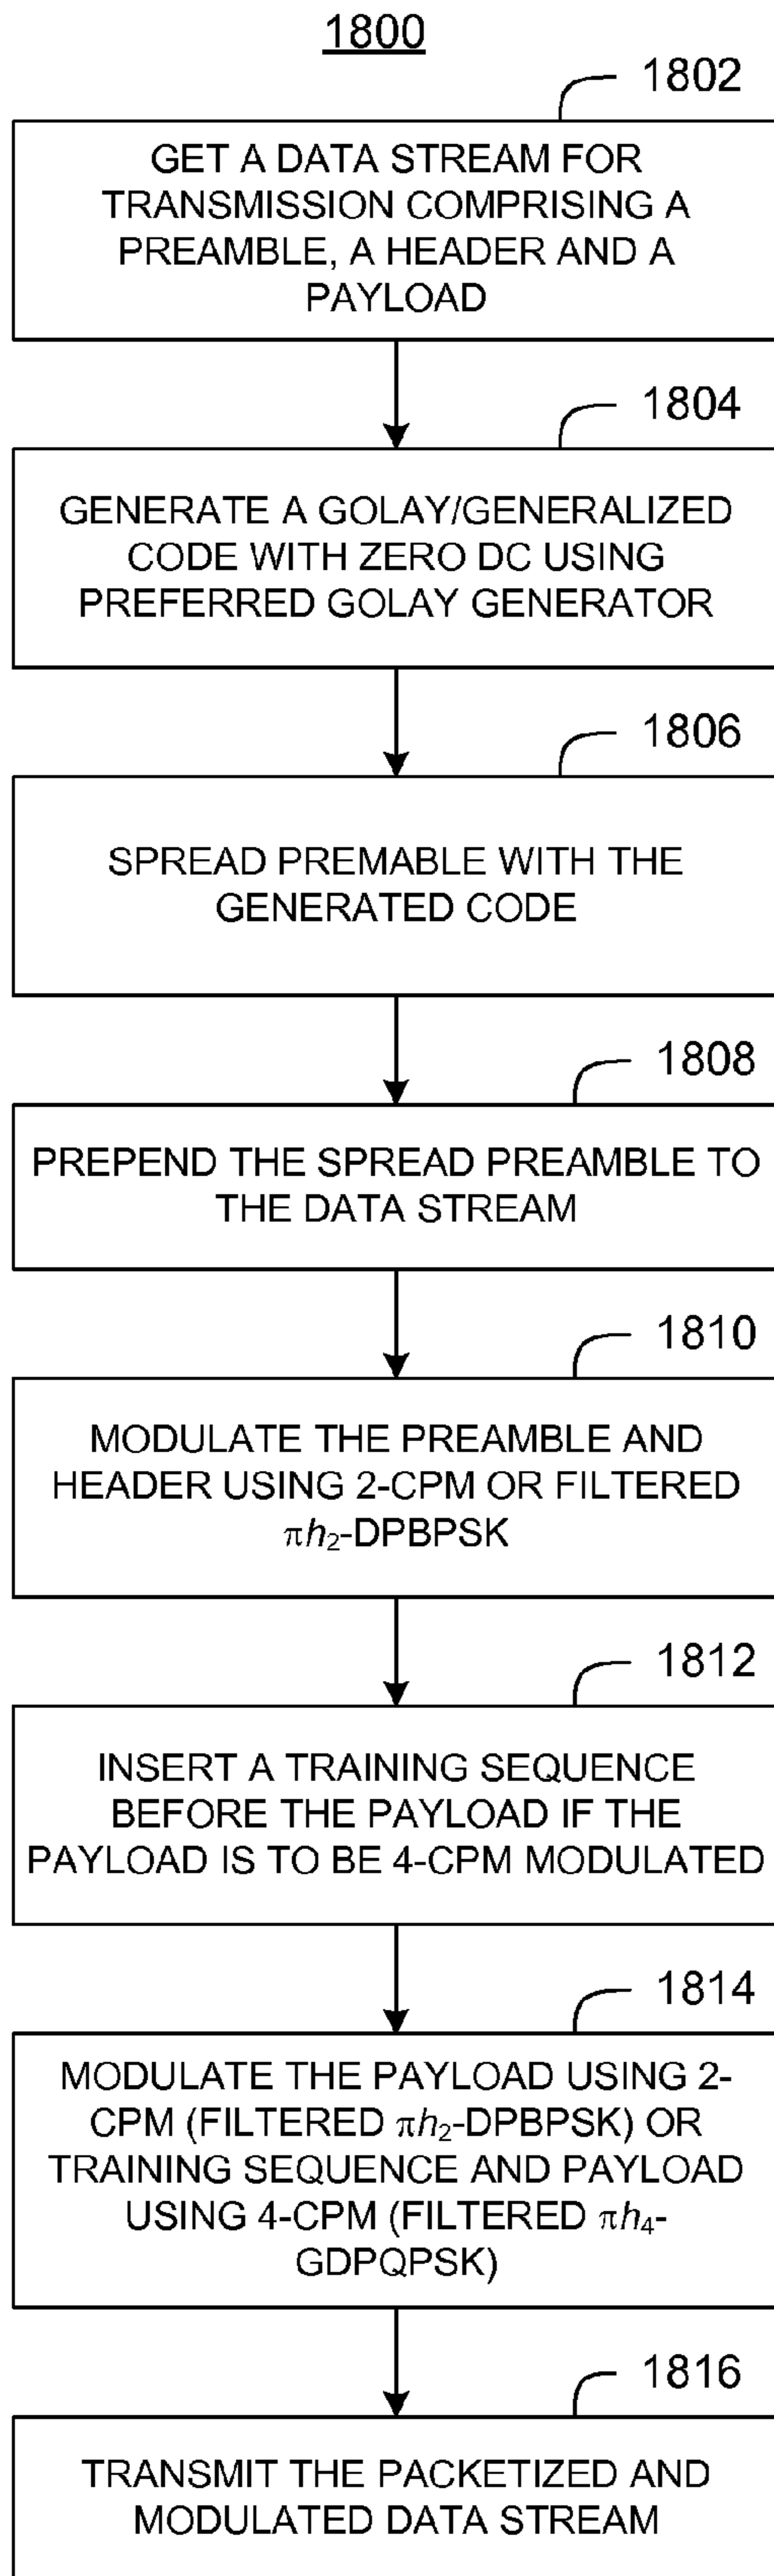 1800
1802
GET A DATA STREAM FOR
TRANSMISSION COMPRISING A
PREAMBLE, A HEADER AND A
PAYLOAD
1804
GENERATE A GOLAY/GENERALIZED
CODE WITH ZERO DC USING
PREFERRED GOLAY GENERATOR
1806
SPREAD PREMABLE WITH THE
GENERATED CODE
1808
PREPEND THE SPREAD PREAMBLE TO
THE DATA STREAM
1810
MODULATE THE PREAMBLE AND
HEADER USING 2-CPM OR FILTERED
πh₂-DPBPSK
1812
INSERT A TRAINING SEQUENCE
BEFORE THE PAYLOAD IF THE
PAYLOAD IS TO BE 4-CPM MODULATED
1814
MODULATE THE PAYLOAD USING 2-
CPM (FILTERED πh₂-DPBPSK) OR
TRAINING SEQUENCE AND PAYLOAD
USING 4-CPM (FILTERED πh₄-
GDPQPSK)
1816
TRANSMIT THE PACKETIZED AND
MODULATED DATA STREAM